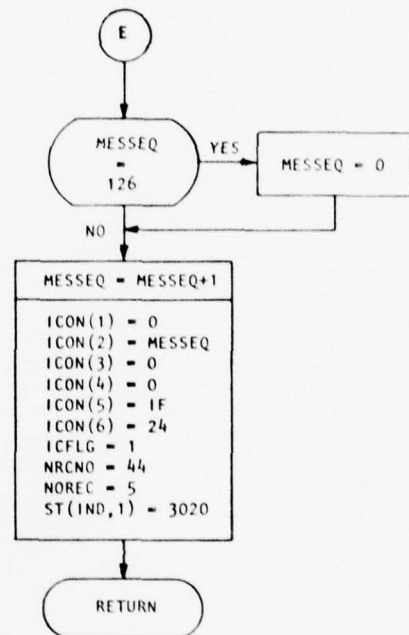 E
MESSEQ
=
126
YES
MESSEQ = 0
NO
MESSEQ = MESSEQ+1
ICON(1) = 0
ICON(2) = MESSEQ
ICON(3) = 0
ICON(4) = 0
ICON(5) = IF
ICON(6) = 24
ICFLG = 1
NRCNO = 44
NOREC = 5
ST(IND,1) = 3020
RETURN